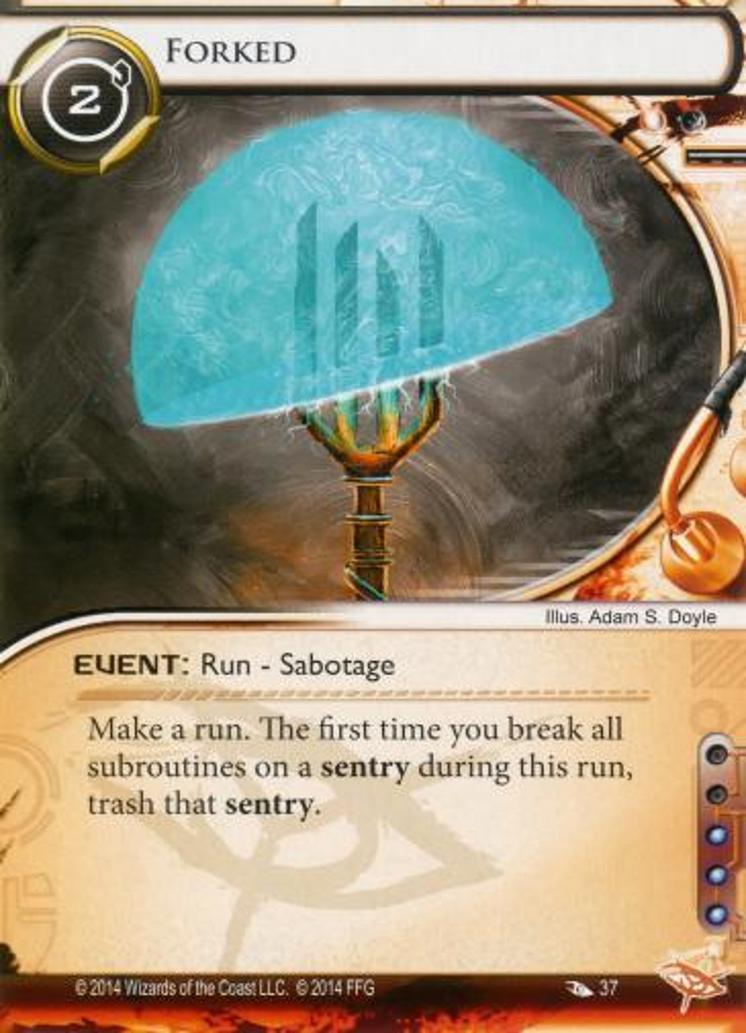 Forked
2
Illus. Adam S. Doyle
EVENT: Run - Sabotage
Make a run. The first time you break all
subroutines on a sentry during this run,
trash that sentry.
© 2014 Wizards of the Coast LLC. © 2014 FFG
37